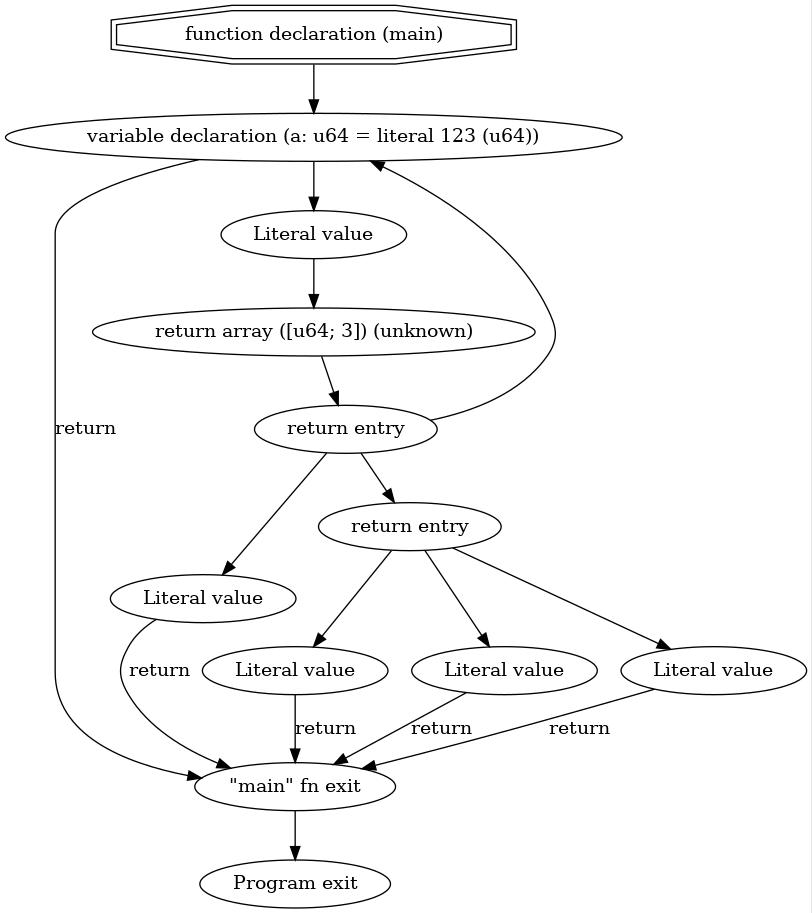 function declaration (main)
variable declaration (a: u64 = literal 123 (u64))
Literal value
return array ([u64; 3]) (unknown)
return entry
return
return entry
Literal value
return
Literal value
Literal value
Literal value
return
return
return
"main" fn exit
Program exit